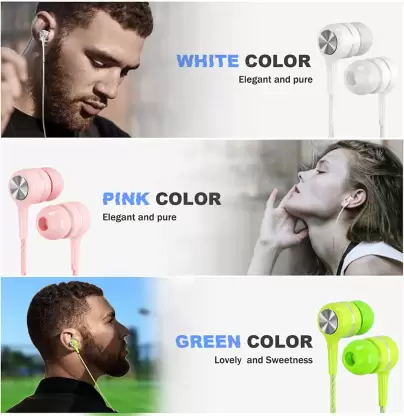 WHITE COLOR
Elegant and pure
PINK COLOR
Elegant and pure
GREEN COLOR
Lovely and Sweetness